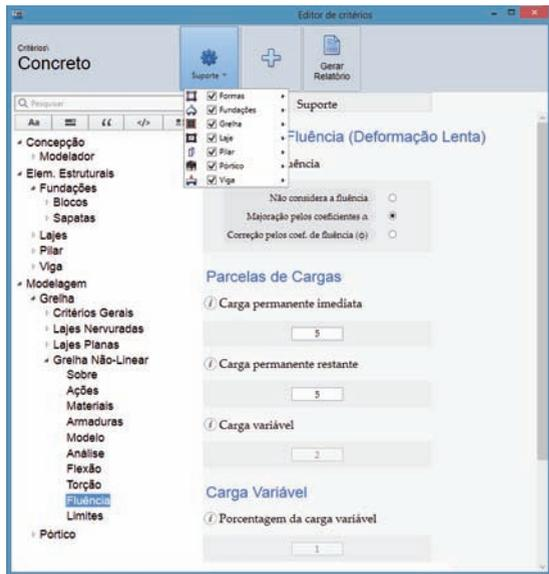 Editor de critérios
Critérios\
Concreto
Suporte
Gerar
Relatório
Pesquisar
Aa
“
</>
Formas
Fundações
Grelha
Laje
Pilar
Pórtico
Viga
Concepção
Modelador
Elem. Estruturais
Fundações
Blocos
Sapatas
Lajes
Pilar
Viga
Modelagem
Grelha
Critérios Gerais
Lajes Nervuradas
Lajes Planas
Grelha Não-Linear
Sobre
Ações
Materiais
Armaduras
Modelo
Análise
Flexão
Torção
Fluência
Limites
Pórtico
Suporte
Fluência (Deformação Lenta)
Não considera a fluência
Majoração pelos coeficientes α
Correção pelos coef. de fluência (φ)
Parcelas de Cargas
i Carga permanente imediata
5
i Carga permanente restante
5
i Carga variável
2
Carga Variável
i Porcentagem da carga variável
1